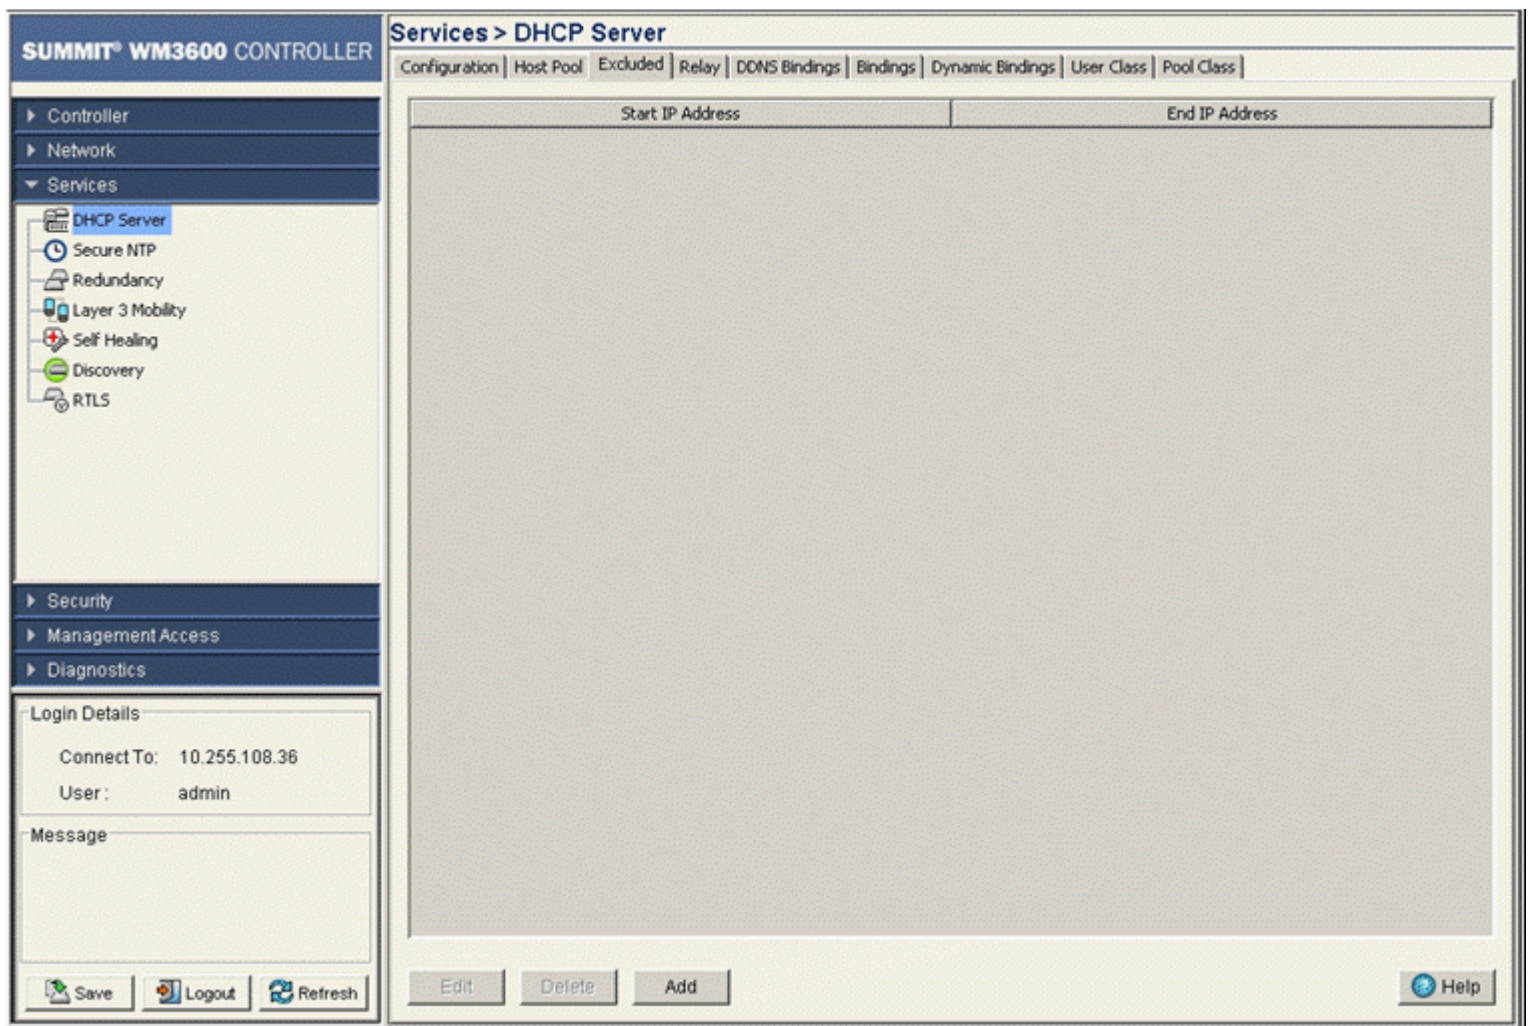 SUMMIT® WM3600 CONTROLLER
Services > DHCP Server
Configuration Host Pool Excluded Relay DDNS Bindings Bindings Dynamic Bindings User Class Pool Class
Start IP Address End IP Address
Controller
Network
Services
DHCP Server
Secure NTP
Redundancy
Layer 3 Mobility
Self Healing
Discovery
RTLS
Security
Management Access
Diagnostics
Login Details
Connect To: 10.255.108.36
User : admin
Message
Save Logout Refresh
Edit Delete Add Help